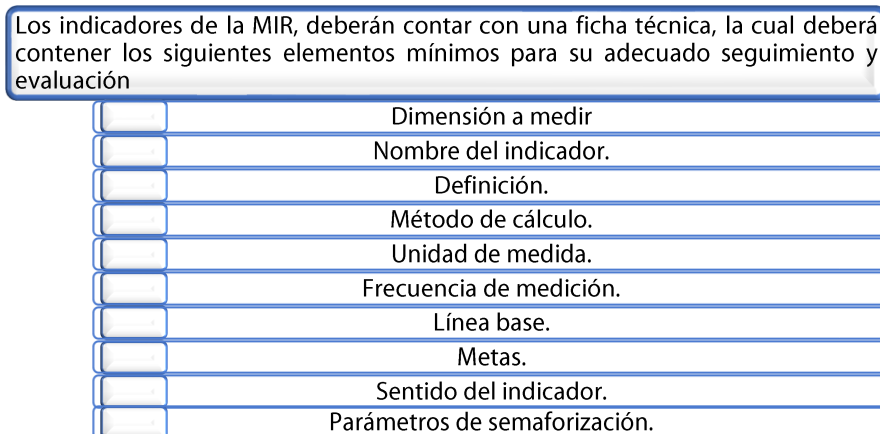 Los indicadores de la MIR, deberán contar con una ficha técnica, la cual deberá
contener los siguientes elementos mínimos para su adecuado seguimiento y
evaluación
Dimensión a medir
Nombre del indicador.
Definición.
Método de cálculo.
Unidad de medida.
Frecuencia de medición.
Línea base.
Metas.
Sentido del indicador.
Parámetros de semaforización.